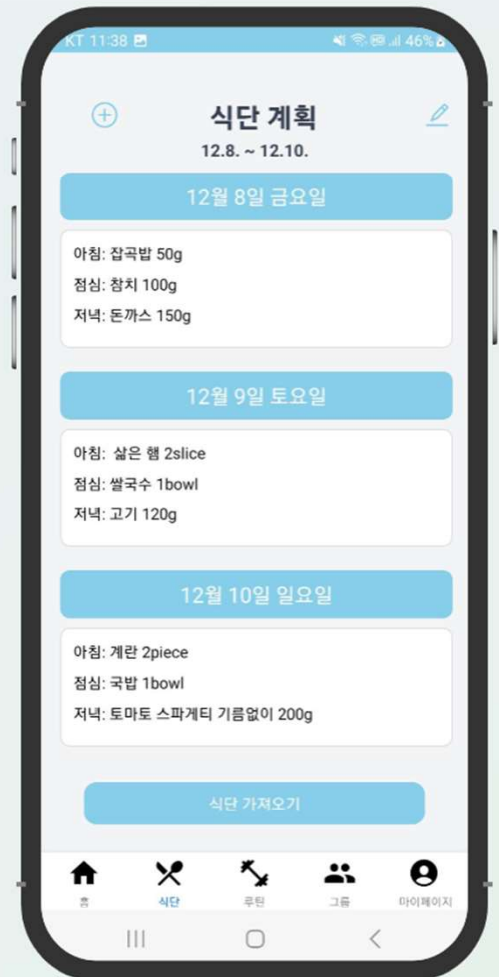 KT 11:38
46%
식단 계획
12.8. ~ 12.10.
12월 8일 금요일
아침: 잡곡밥 50g
점심: 참치 100g
저녁: 돈까스 150g
12월 9일 토요일
아침: 삶은 햄 2slice
점심: 쌀국수 1bowl
저녁: 고기 120g
12월 10일 일요일
아침: 계란 2piece
점심: 국밥 1bowl
저녁: 토마토 스파게티 기름없이 200g
식단 가져오기
홈 식단 루틴 그룹 마이페이지